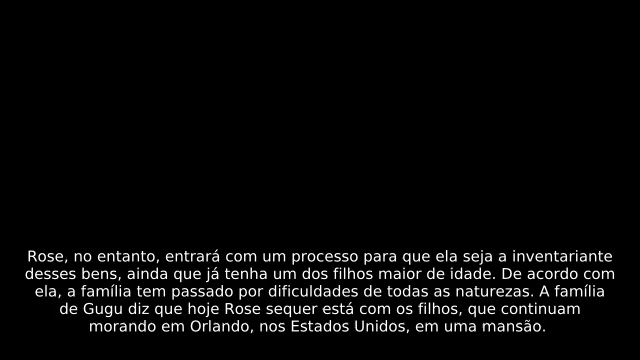 Rose, no entanto, entrará com um processo para que ela seja a inventariante
desses bens, ainda que já tenha um dos filhos maior de idade. De acordo com
ela, a família tem passado por dificuldades de todas as naturezas. A família
de Gugu diz que hoje Rose sequer está com os filhos, que continuam
morando em Orlando, nos Estados Unidos, em uma mansão.